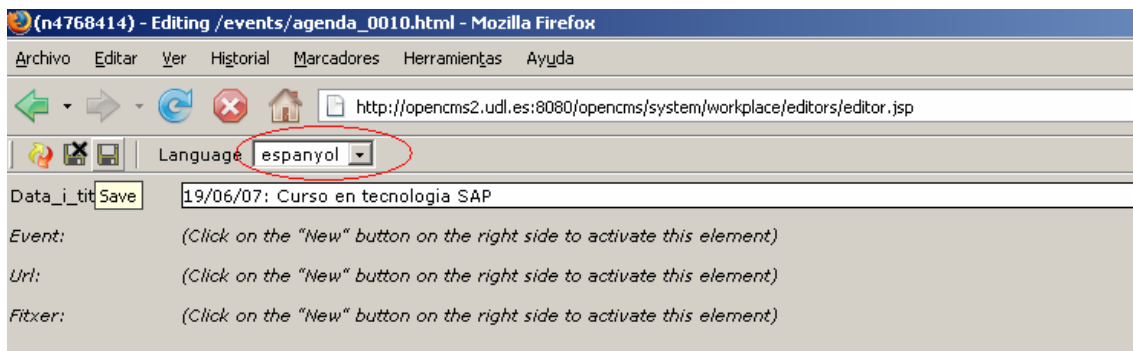 (n4768414) - Editing /events/agenda_0010.html - Mozilla Firefox
Archivo Editar Ver Historial Marcadores Herramientas Ayuda
http://opencms2.udl.es:8080/opencms/system/workplace/editors/editor.jsp
Language espanyol
Data_i_tit Save 19/06/07: Curso en tecnologia SAP
Event: (Click on the "New" button on the right side to activate this element)
Url: (Click on the "New" button on the right side to activate this element)
Fitxer: (Click on the "New" button on the right side to activate this element)